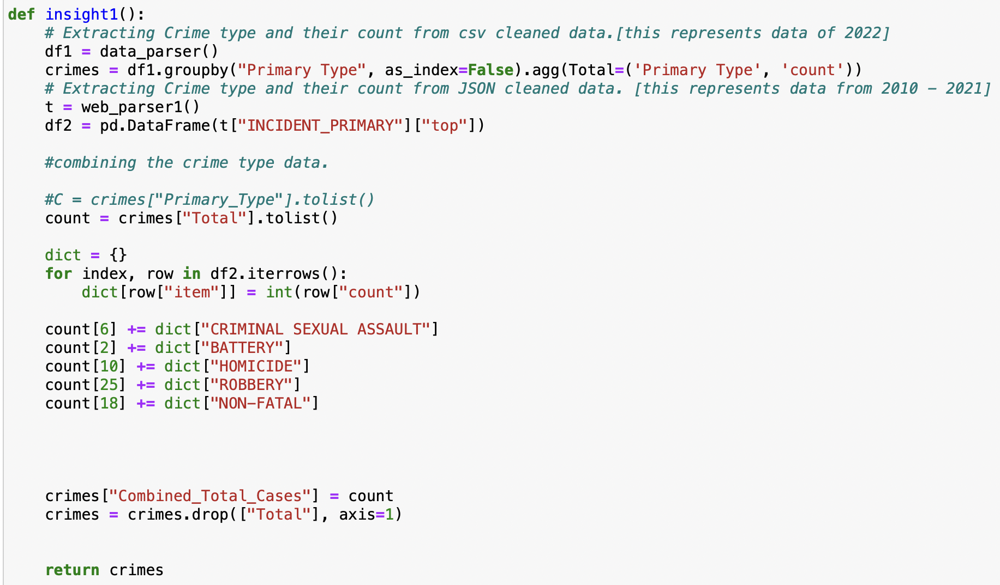 def insight1():
    # Extracting Crime type and their count from csv cleaned data.[this represents data of 2022]
    df1 = data_parser()
    crimes = df1.groupby("Primary Type", as_index=False).agg(Total=('Primary Type', 'count'))
    # Extracting Crime type and their count from JSON cleaned data. [this represents data from 2010 - 2021]
    t = web_parser1()
    df2 = pd.DataFrame(t["INCIDENT_PRIMARY"]["top"])
    #combining the crime type data.
    #C = crimes["Primary_Type"].tolist()
    count = crimes["Total"].tolist()
    dict = {}
    for index, row in df2.iterrows():
        dict[row["item"]] = int(row["count"])
    count[6] += dict["CRIMINAL SEXUAL ASSAULT"]
    count[2] += dict["BATTERY"]
    count[10] += dict["HOMICIDE"]
    count[25] += dict["ROBBERY"]
    count[18] += dict["NON-FATAL"]
    crimes["Combined_Total_Cases"] = count
    crimes = crimes.drop(["Total"], axis=1)
    return crimes